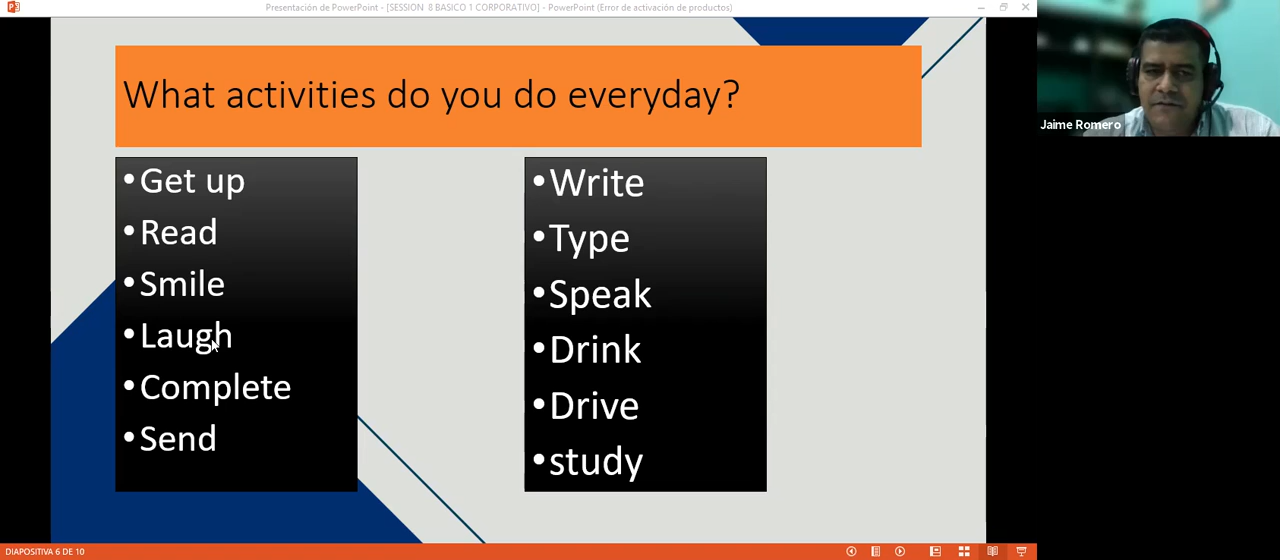 Presentación de PowerPoint - [SESSION 8 BASICO 1 CORPORATIVO] - PowerPoint (Error de activación de productos)
What activities do you do everyday?
•Get up
•Read
•Smile
•Laugh
•Complete
•Send
•Write
•Type
•Speak
•Drink
•Drive
•study
Jaime Romero
DIAPOSITIVA 6 DE 10